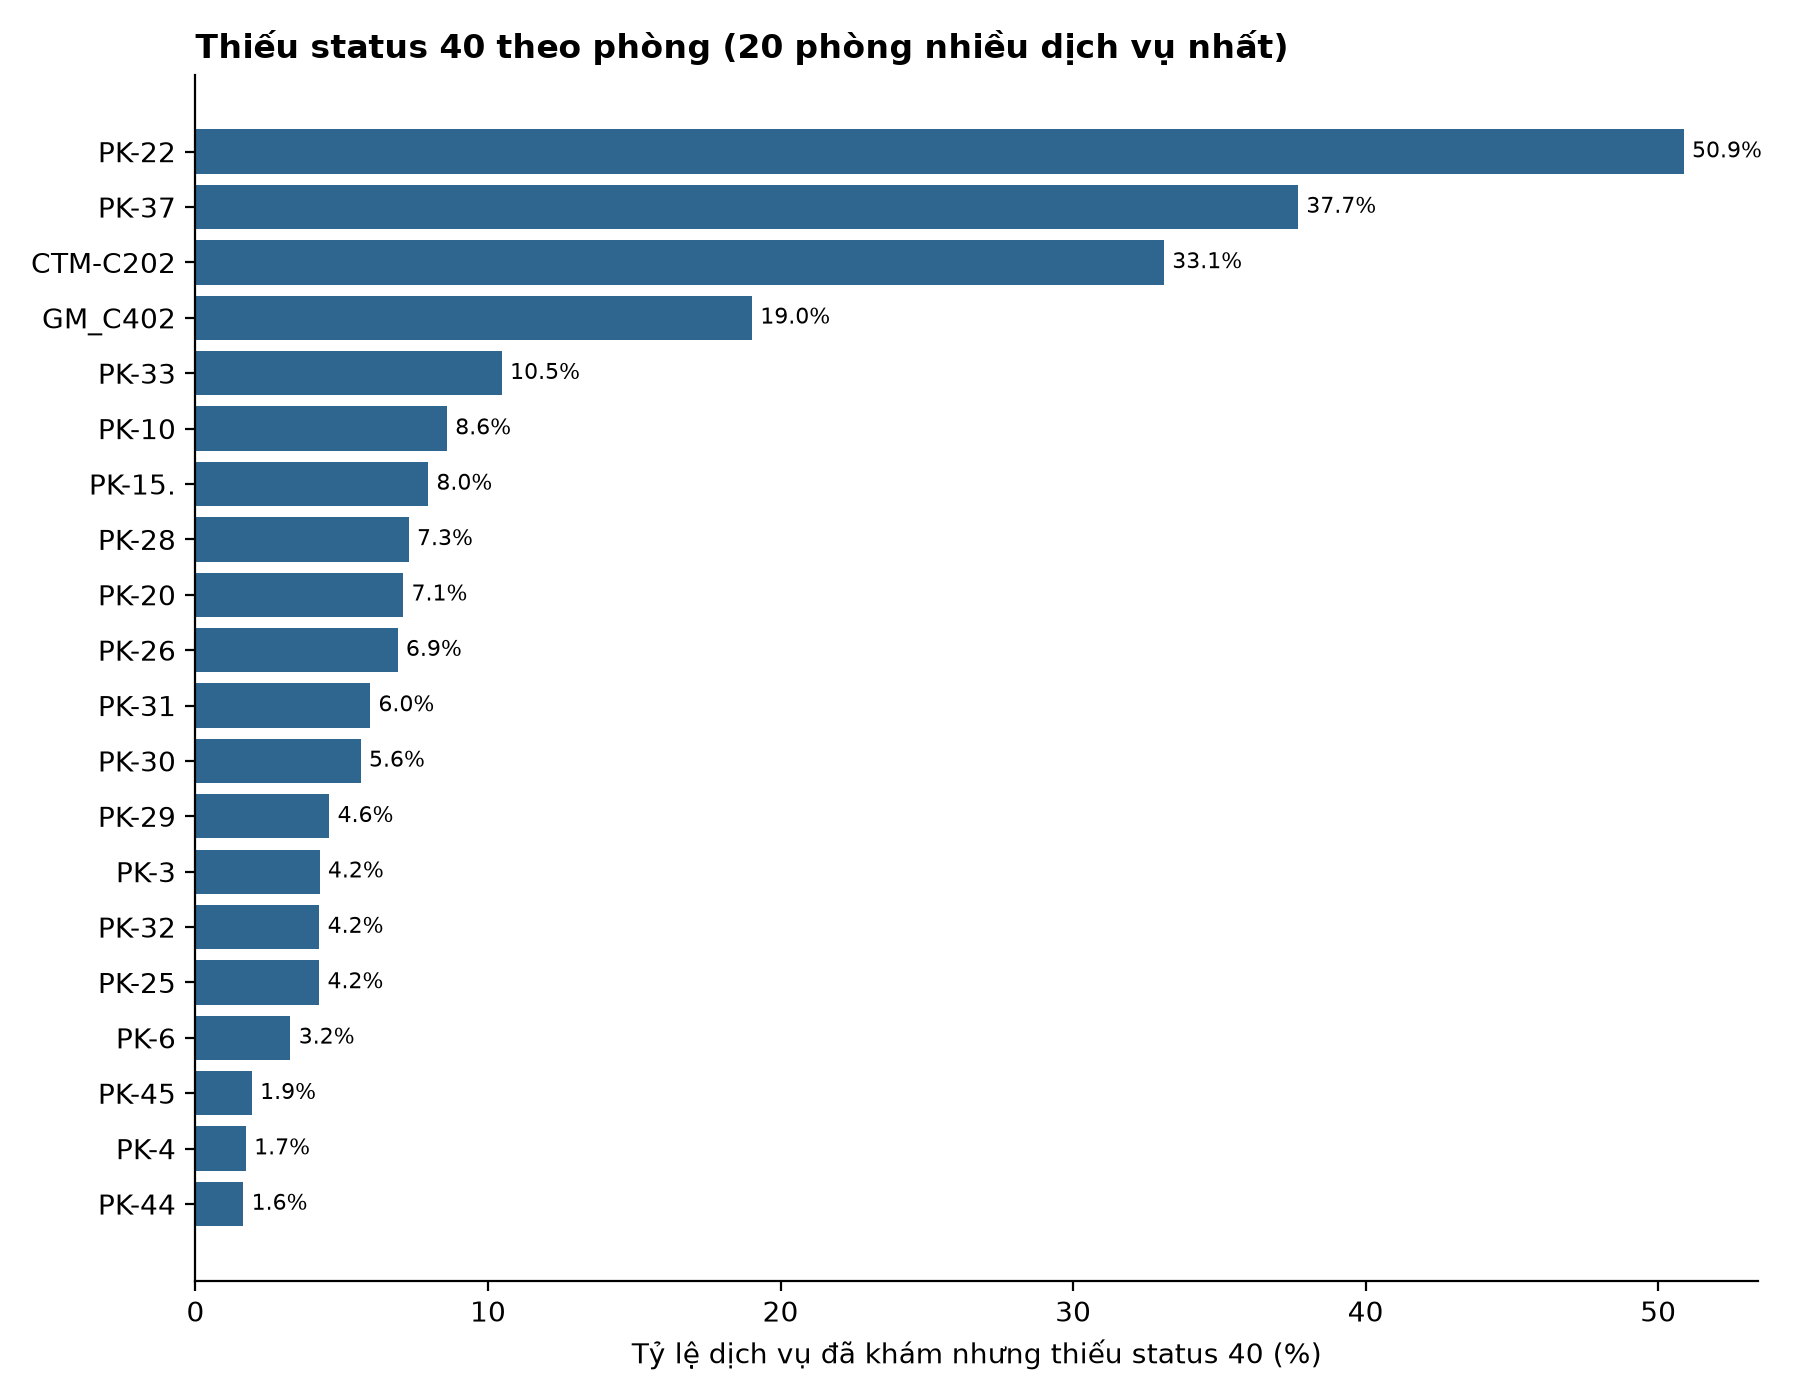 Thiếu status 40 theo phòng (20 phòng nhiều dịch vụ nhất)
PK-22 50.9%
PK-37 37.7%
CTM-C202 33.1%
GM_C402 19.0%
PK-33 10.5%
PK-10 8.6%
PK-15. 8.0%
PK-28 7.3%
PK-20 7.1%
PK-26 6.9%
PK-31 6.0%
PK-30 5.6%
PK-29 4.6%
PK-3 4.2%
PK-32 4.2%
PK-25 4.2%
PK-6 3.2%
PK-45 1.9%
PK-4 1.7%
PK-44 1.6%
0 10 20 30 40 50
Tỷ lệ dịch vụ đã khám nhưng thiếu status 40 (%)